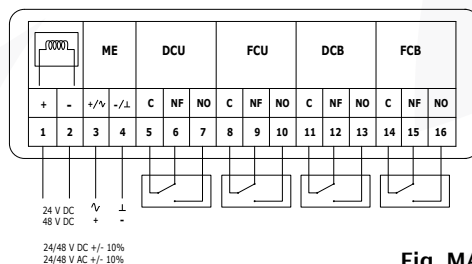 ME DCU FCU DCB FCB
+ - +/∿ -/⊥ C NF NO C NF NO C NF NO C NF NO
1 2 3 4 5 6 7 8 9 10 11 12 13 14 15 16
24 V DC ∿ ⊥
48 V DC + -
24/48 V DC +/- 10%
24/48 V AC +/- 10%